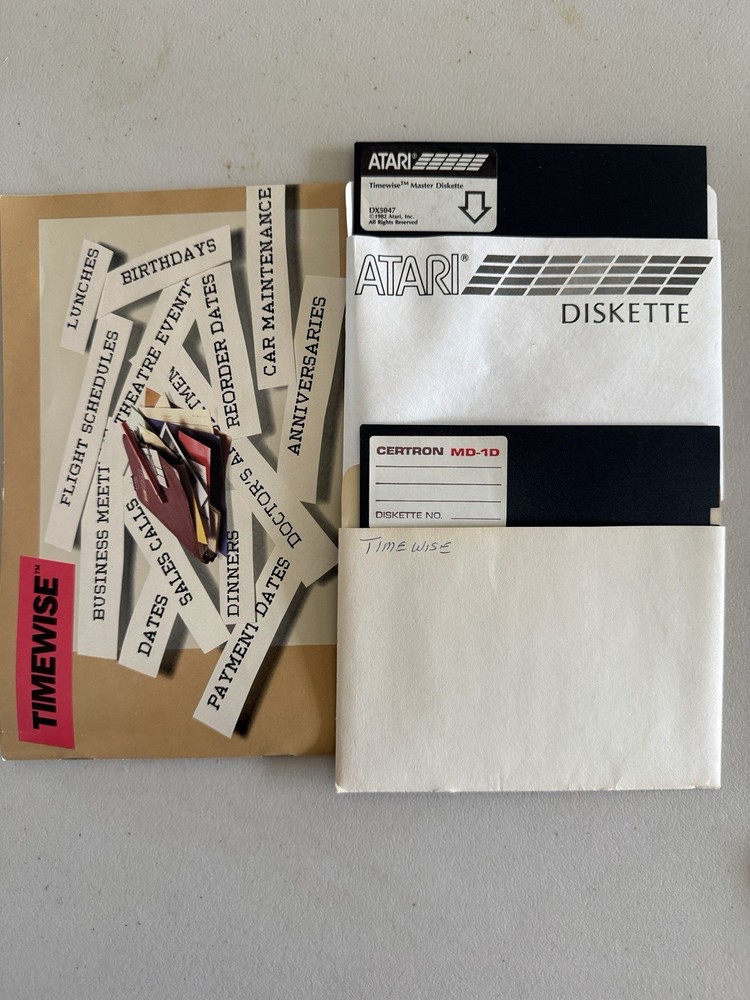 LUNCHES
BIRTHDAYS
CAR MAINTENANCE
THEATRE EVENT
REORDER DATES
ANNIVERSARIES
FLIGHT SCHEDULES
BUSINESS MEETI
SALES CALLS
DOCTOR'S A
DINNERS
DATES
PAYMENT DATES
TIMEWISE™
ATARI®
Timewise™ Master Diskette
DX5047
©1982 Atari, Inc.
All Rights Reserved
ATARI®
DISKETTE
CERTRON MD-1D
DISKETTE NO.
TIMEWISE